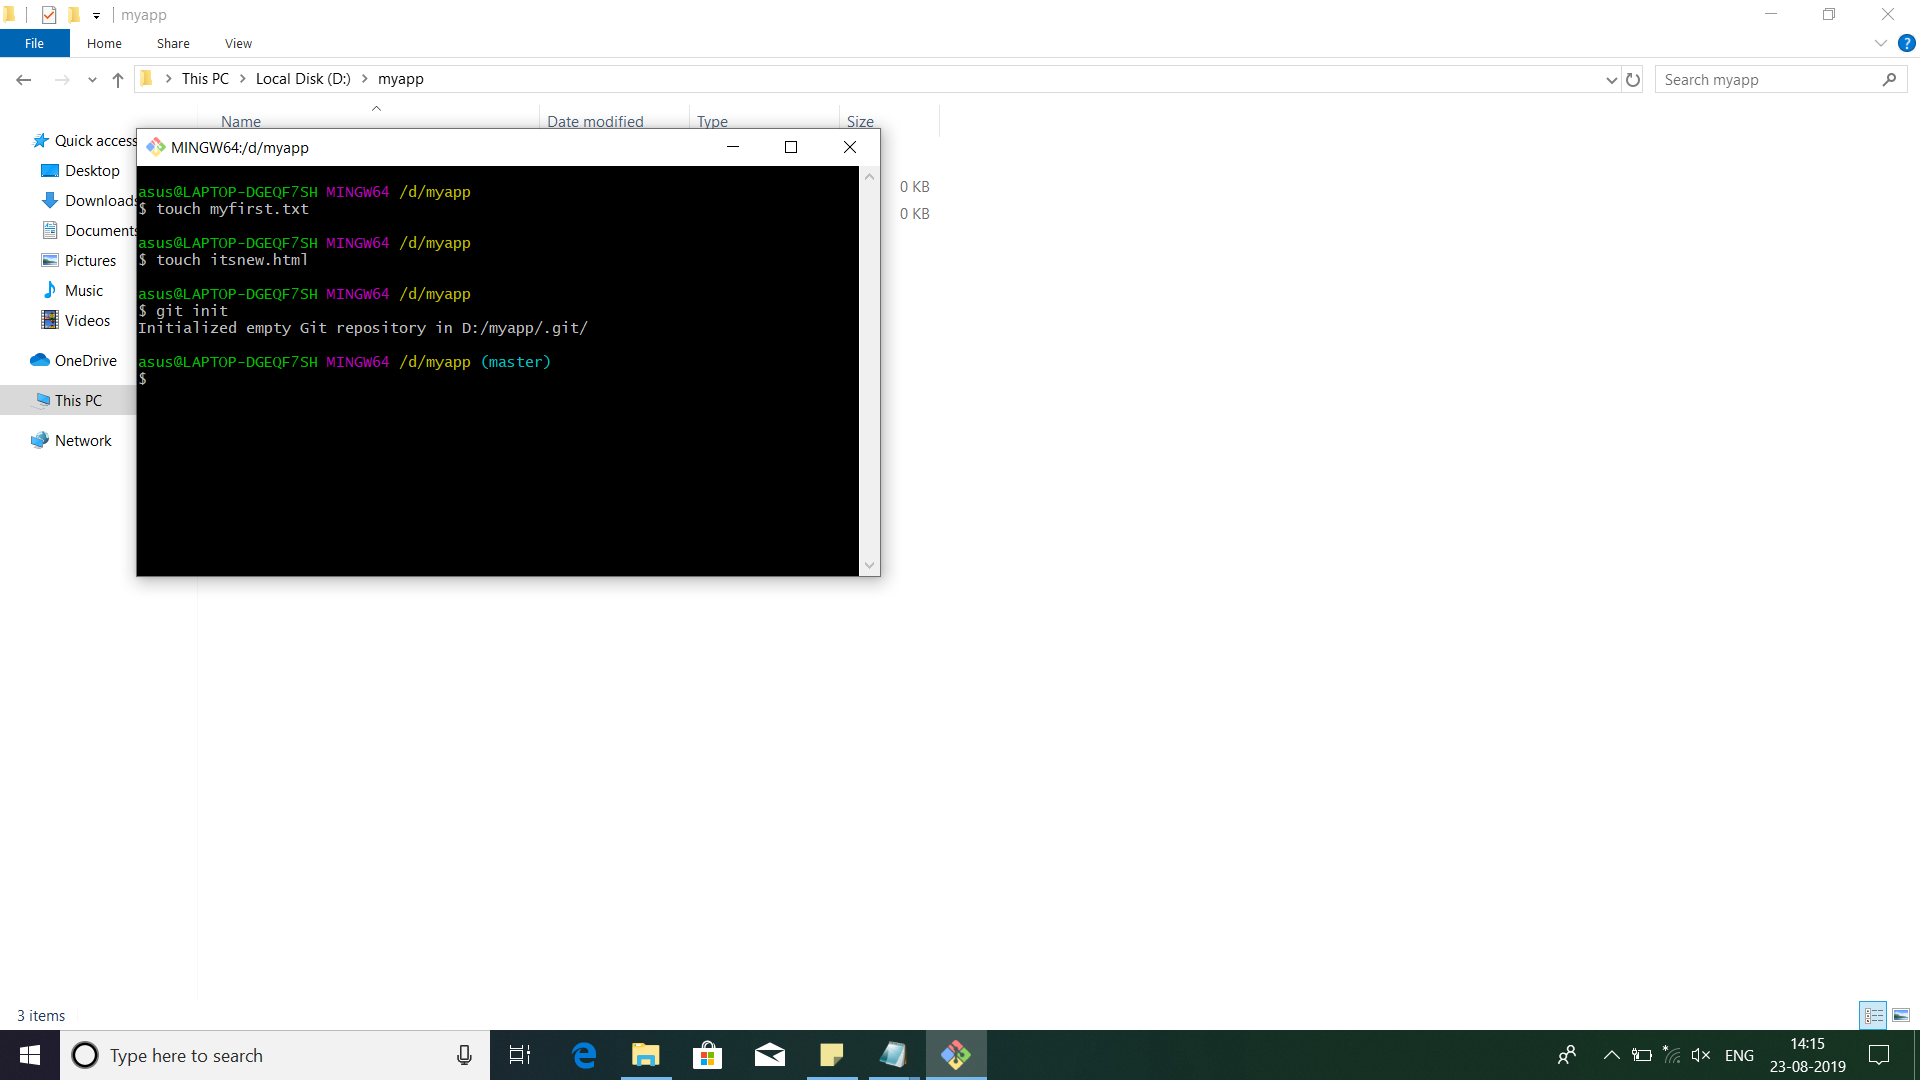 myapp
File Home Share View
This PC Local Disk (D:) myapp
Search myapp
Name Date modified Type Size
Quick access
Desktop
Downloads
Documents
Pictures
Music
Videos
OneDrive
This PC
Network
0 KB
0 KB
MINGW64:/d/myapp
asus@LAPTOP-DGEQF7SH MINGW64 /d/myapp
$ touch myfirst.txt
asus@LAPTOP-DGEQF7SH MINGW64 /d/myapp
$ touch itsnew.html
asus@LAPTOP-DGEQF7SH MINGW64 /d/myapp
$ git init
Initialized empty Git repository in D:/myapp/.git/
asus@LAPTOP-DGEQF7SH MINGW64 /d/myapp (master)
$
3 items
Type here to search
ENG
14:15
23-08-2019